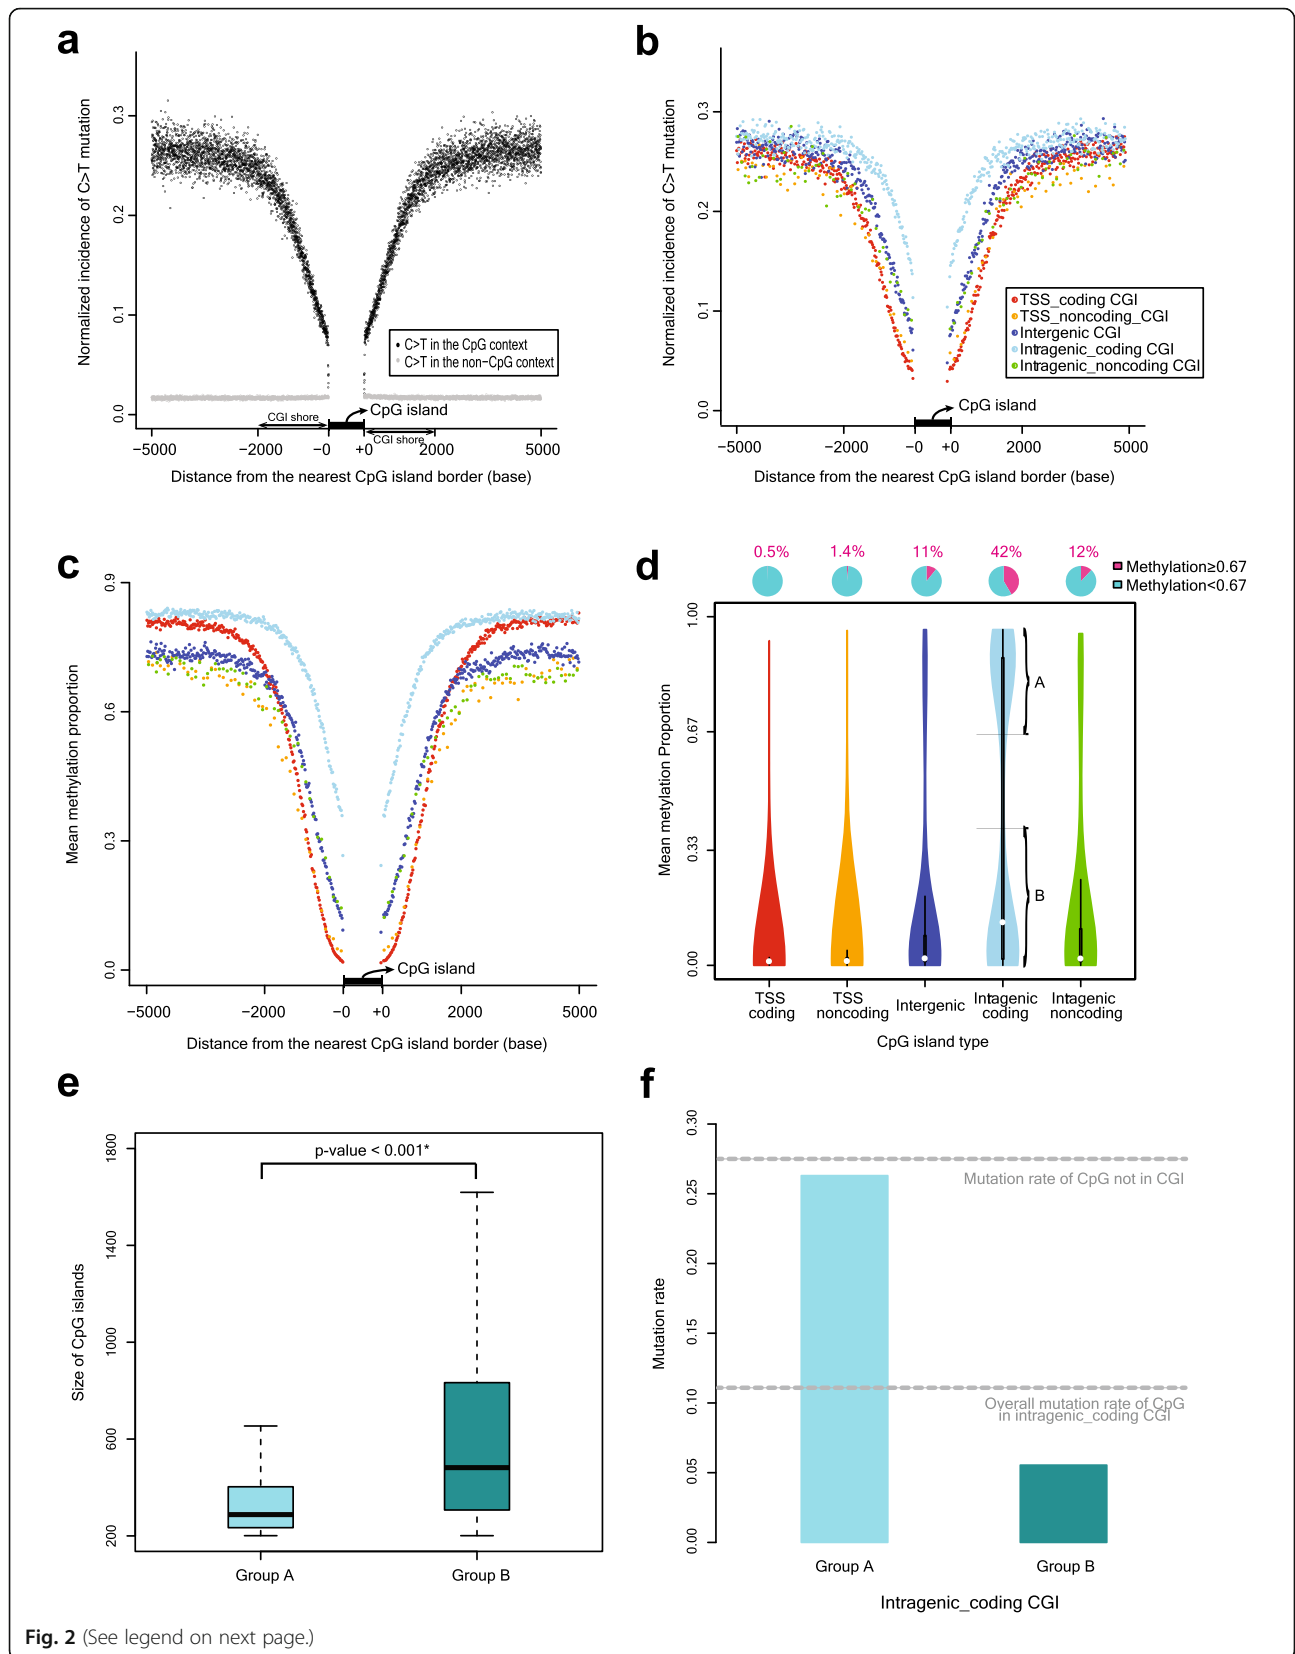 a
Normalized incidence of C>T mutation
0.3
0.2
0.1
0.0
C>T in the CpG context
C>T in the non−CpG context
CGI shore
CpG island
CGI shore
−5000
−2000
−0
+0
2000
5000
Distance from the nearest CpG island border (base)
b
Normalized incidence of C>T mutation
0.3
0.2
0.1
0.0
TSS_coding CGI
TSS_noncoding_CGI
Intergenic CGI
Intragenic_coding CGI
Intragenic_noncoding CGI
CpG island
−5000
−2000
−0
+0
2000
5000
Distance from the nearest CpG island border (base)
c
Mean methylation proportion
0.9
0.6
0.3
0.0
CpG island
−5000
−2000
−0
+0
2000
5000
Distance from the nearest CpG island border (base)
d
0.5%
1.4%
11%
42%
12%
Methylation≥0.67
Methylation<0.67
Mean metylation Proportion
1.00
0.67
0.33
0.00
A
B
TSS
coding
TSS
noncoding
Intergenic
Intagenic
coding
Intagenic
noncoding
CpG island type
e
Size of CpG islands
1800
1400
1000
600
200
p-value < 0.001*
Group A
Group B
f
Mutation rate
0.30
0.25
0.20
0.15
0.10
0.05
0.00
Mutation rate of CpG not in CGI
Overall mutation rate of CpG
in intragenic_coding CGI
Group A
Group B
Intragenic_coding CGI
Fig. 2 (See legend on next page.)